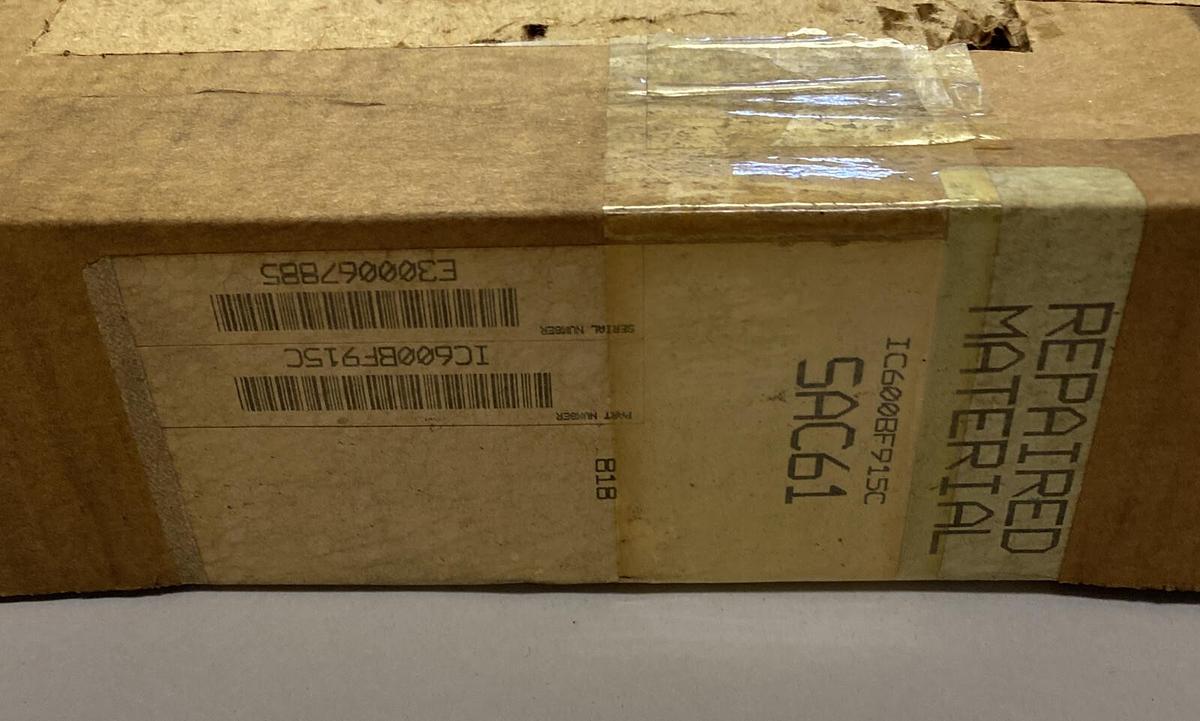 PART NUMBER
IC600BF915C
SERIAL NUMBER
E300067885
REPAIRED
MATERIAL
IC600BF915C
SAC61
818